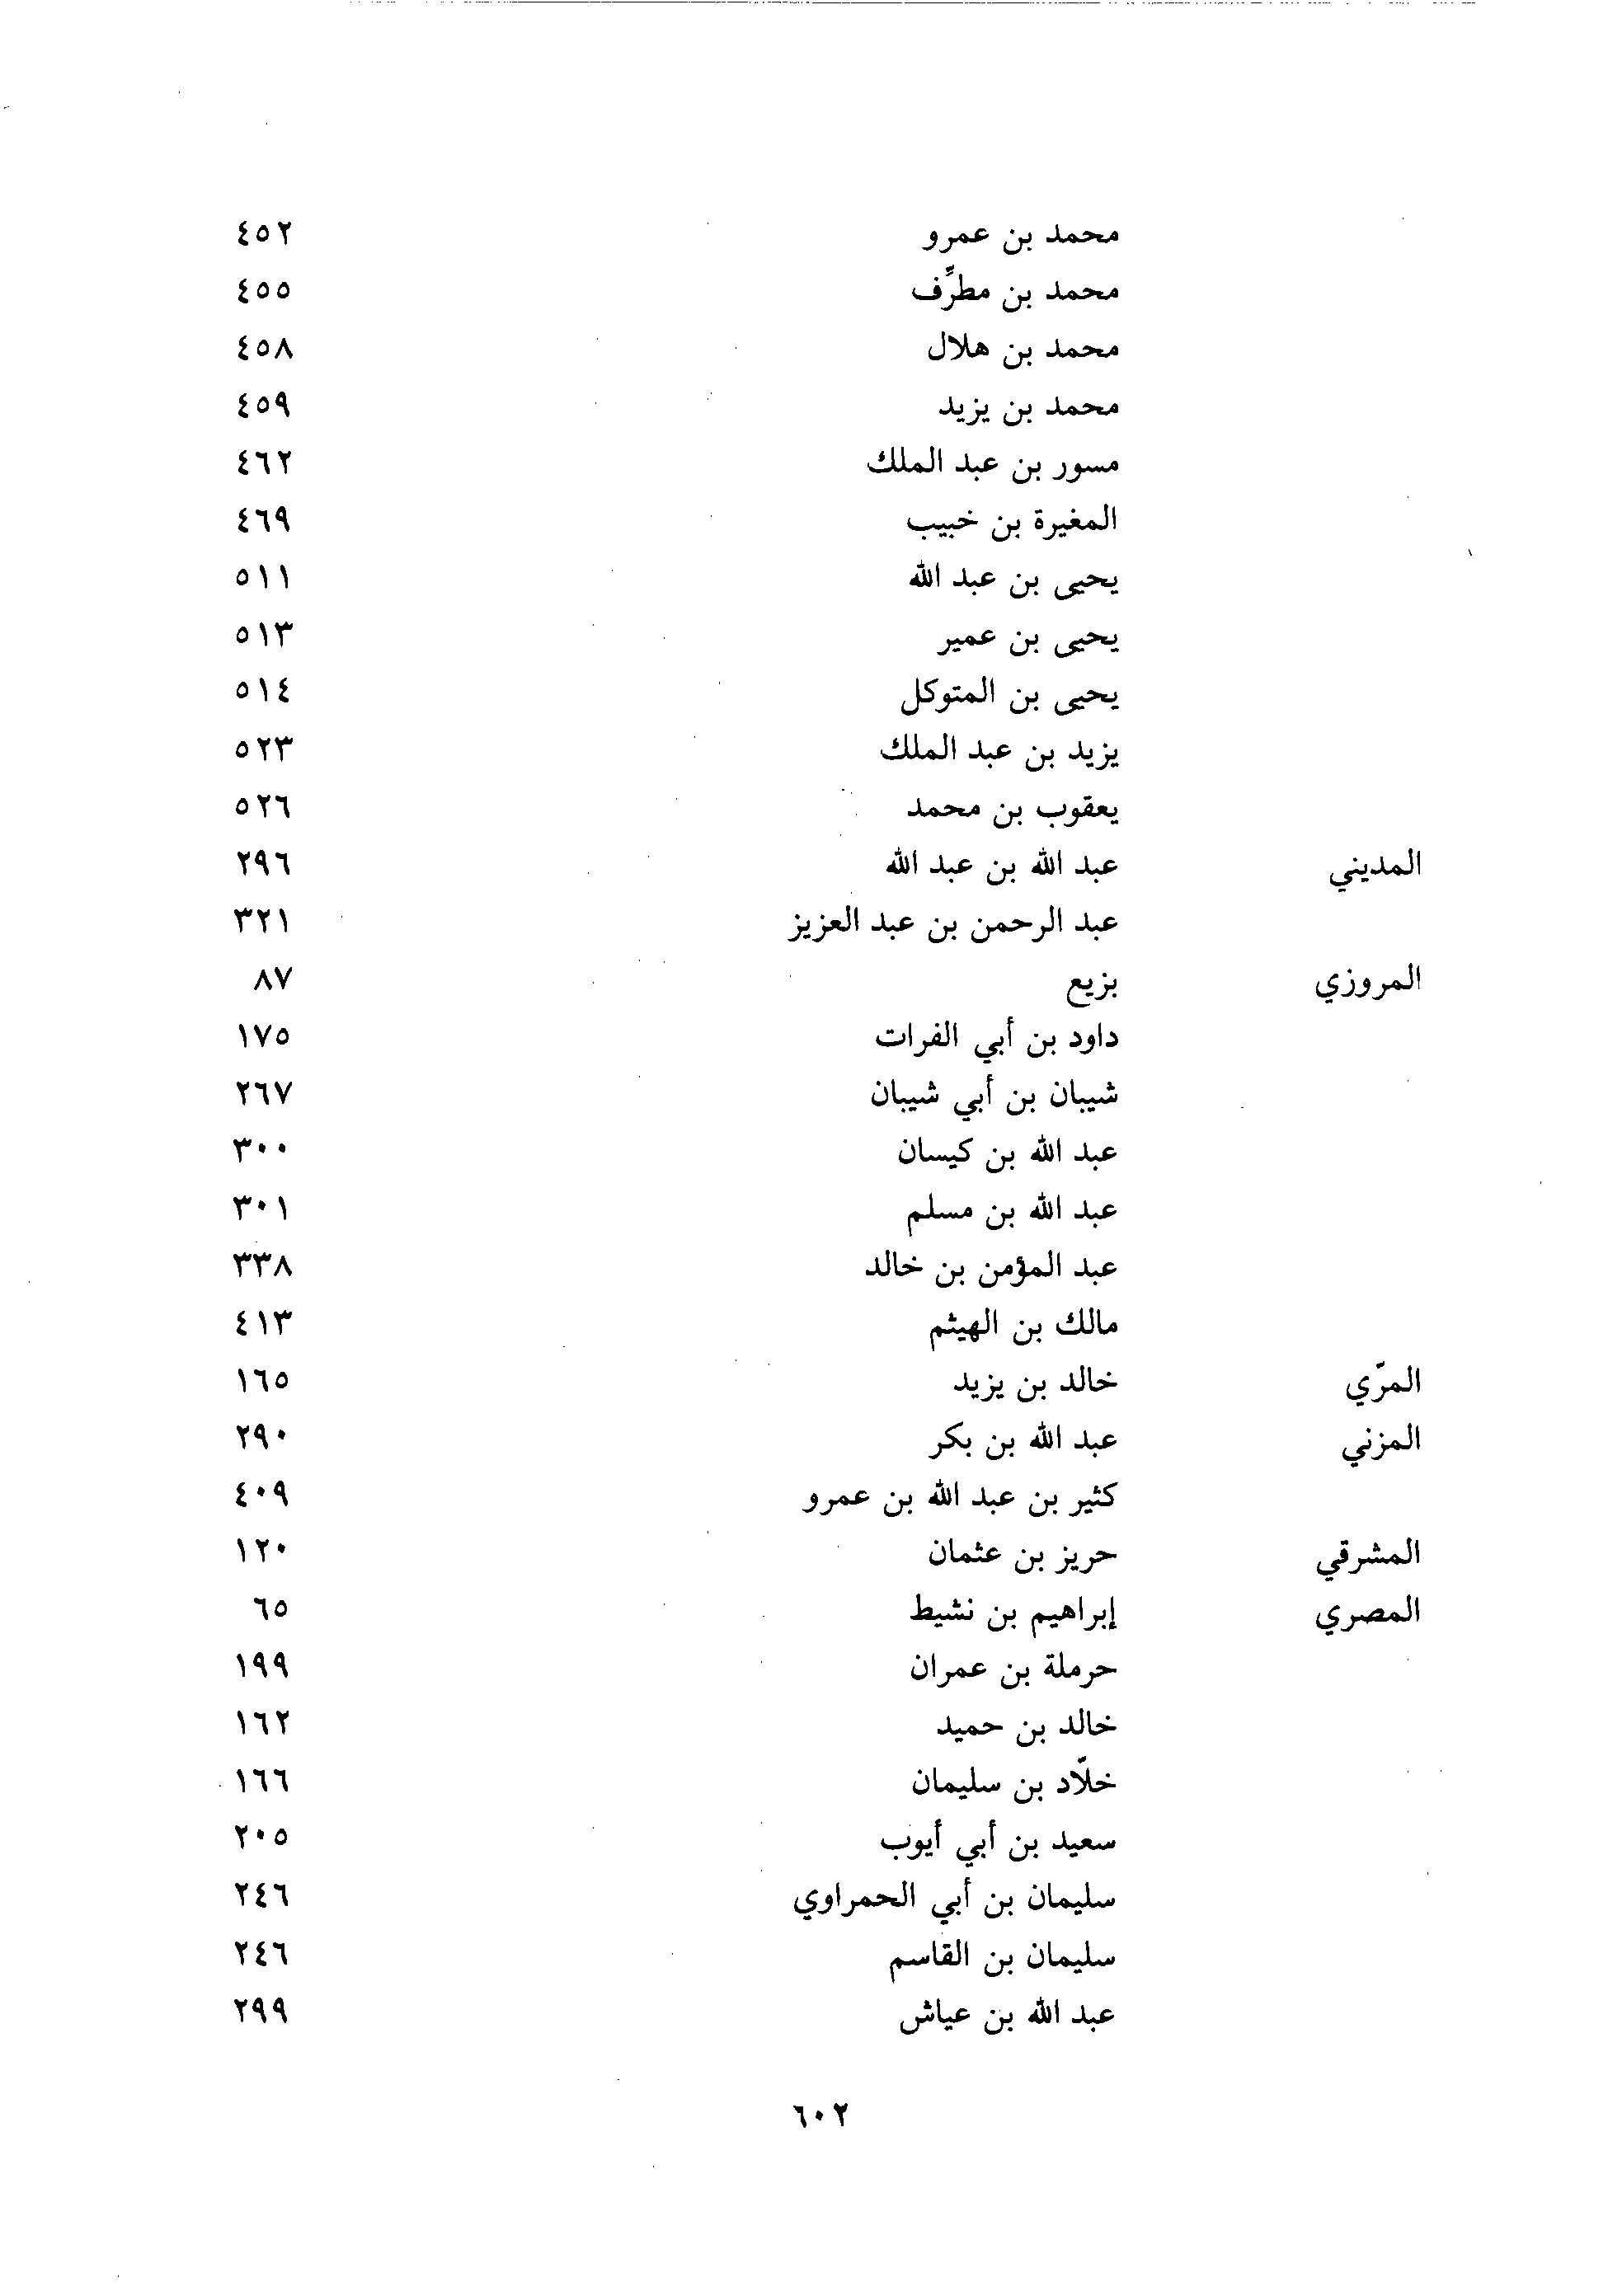 محمد بن عمرو ٤٥٢
محمد بن مطرِّف ٤٥٥
محمد بن هلال ٤٥٨
محمد بن يزيد ٤٥٩
مسور بن عبد الملك ٤٦٢
المغيرة بن خبيب ٤٦٩
يحيى بن عبد الله ٥١١
يحيى بن عمير ٥١٣
يحيى بن المتوكل ٥١٤
يزيد بن عبد الملك ٥٢٣
يعقوب بن محمد ٥٢٦
المديني عبد الله بن عبد الله ٢٩٦
عبد الرحمن بن عبد العزيز ٣٢١
المروزي بزيع ٨٧
داود بن أبي الفرات ١٧٥
شيبان بن أبي شيبان ٢٦٧
عبد الله بن كيسان ٣٠٠
عبد الله بن مسلم ٣٠١
عبد المؤمن بن خالد ٣٣٨
مالك بن الهيثم ٤١٣
المرّي خالد بن يزيد ١٦٥
المزني عبد الله بن بكر ٢٩٠
كثير بن عبد الله بن عمرو ٤٠٩
المشرقي حريز بن عثمان ١٢٠
المصري إبراهيم بن نشيط ٦٥
حرملة بن عمران ١٩٩
خالد بن حميد ١٦٢
خلّاد بن سليمان ١٦٦
سعيد بن أبي أيوب ٢٠٥
سليمان بن أبي الحمراوي ٢٤٦
سليمان بن القاسم ٢٤٦
عبد الله بن عياش ٢٩٩
٦٠٢